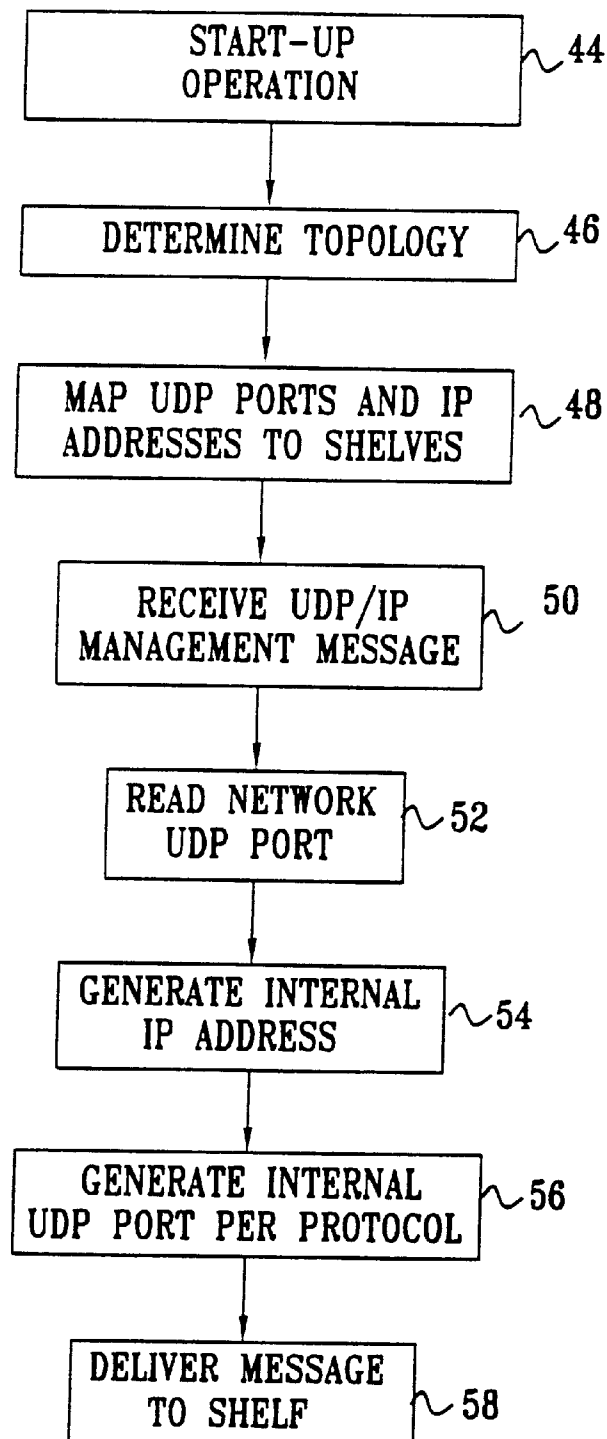 START-UP
OPERATION
44
DETERMINE TOPOLOGY
46
MAP UDP PORTS AND IP
ADDRESSES TO SHELVES
48
RECEIVE UDP/IP
MANAGEMENT MESSAGE
50
READ NETWORK
UDP PORT
52
GENERATE INTERNAL
IP ADDRESS
54
GENERATE INTERNAL
UDP PORT PER PROTOCOL
56
DELIVER MESSAGE
TO SHELF
58